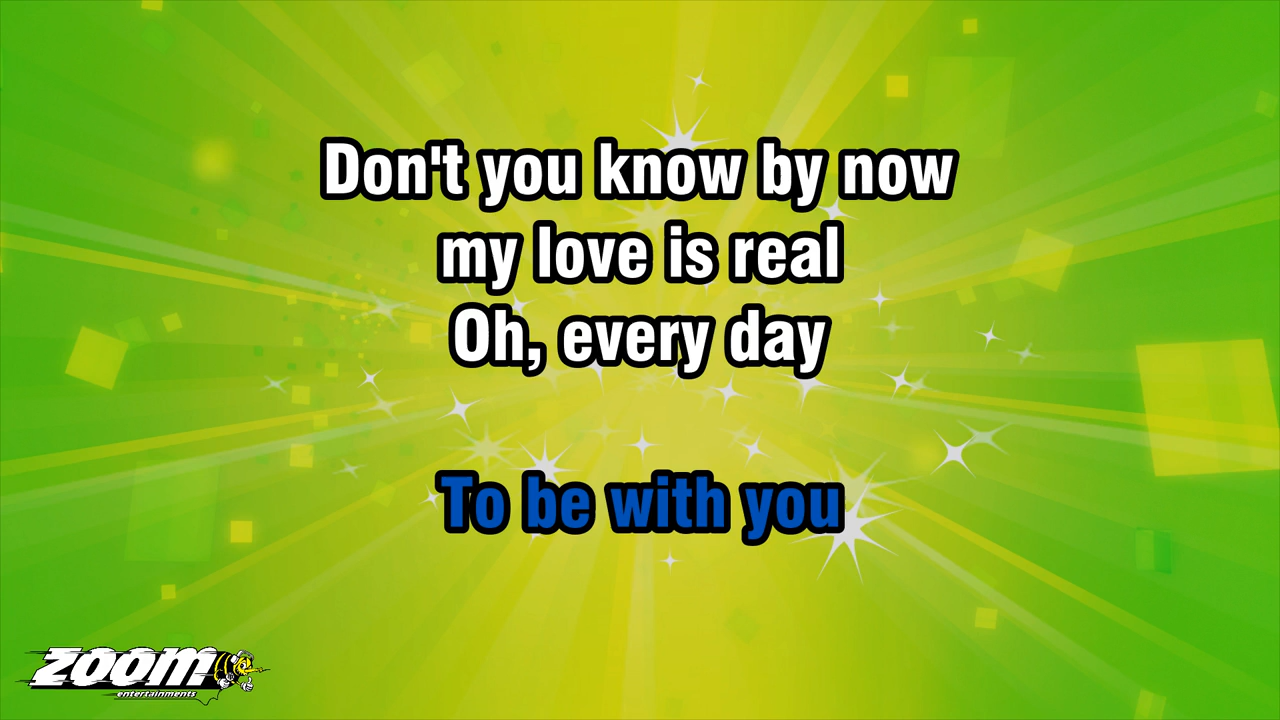 Don't you know by now
my love is real
Oh, every day
To be with you
zoom
entertainments